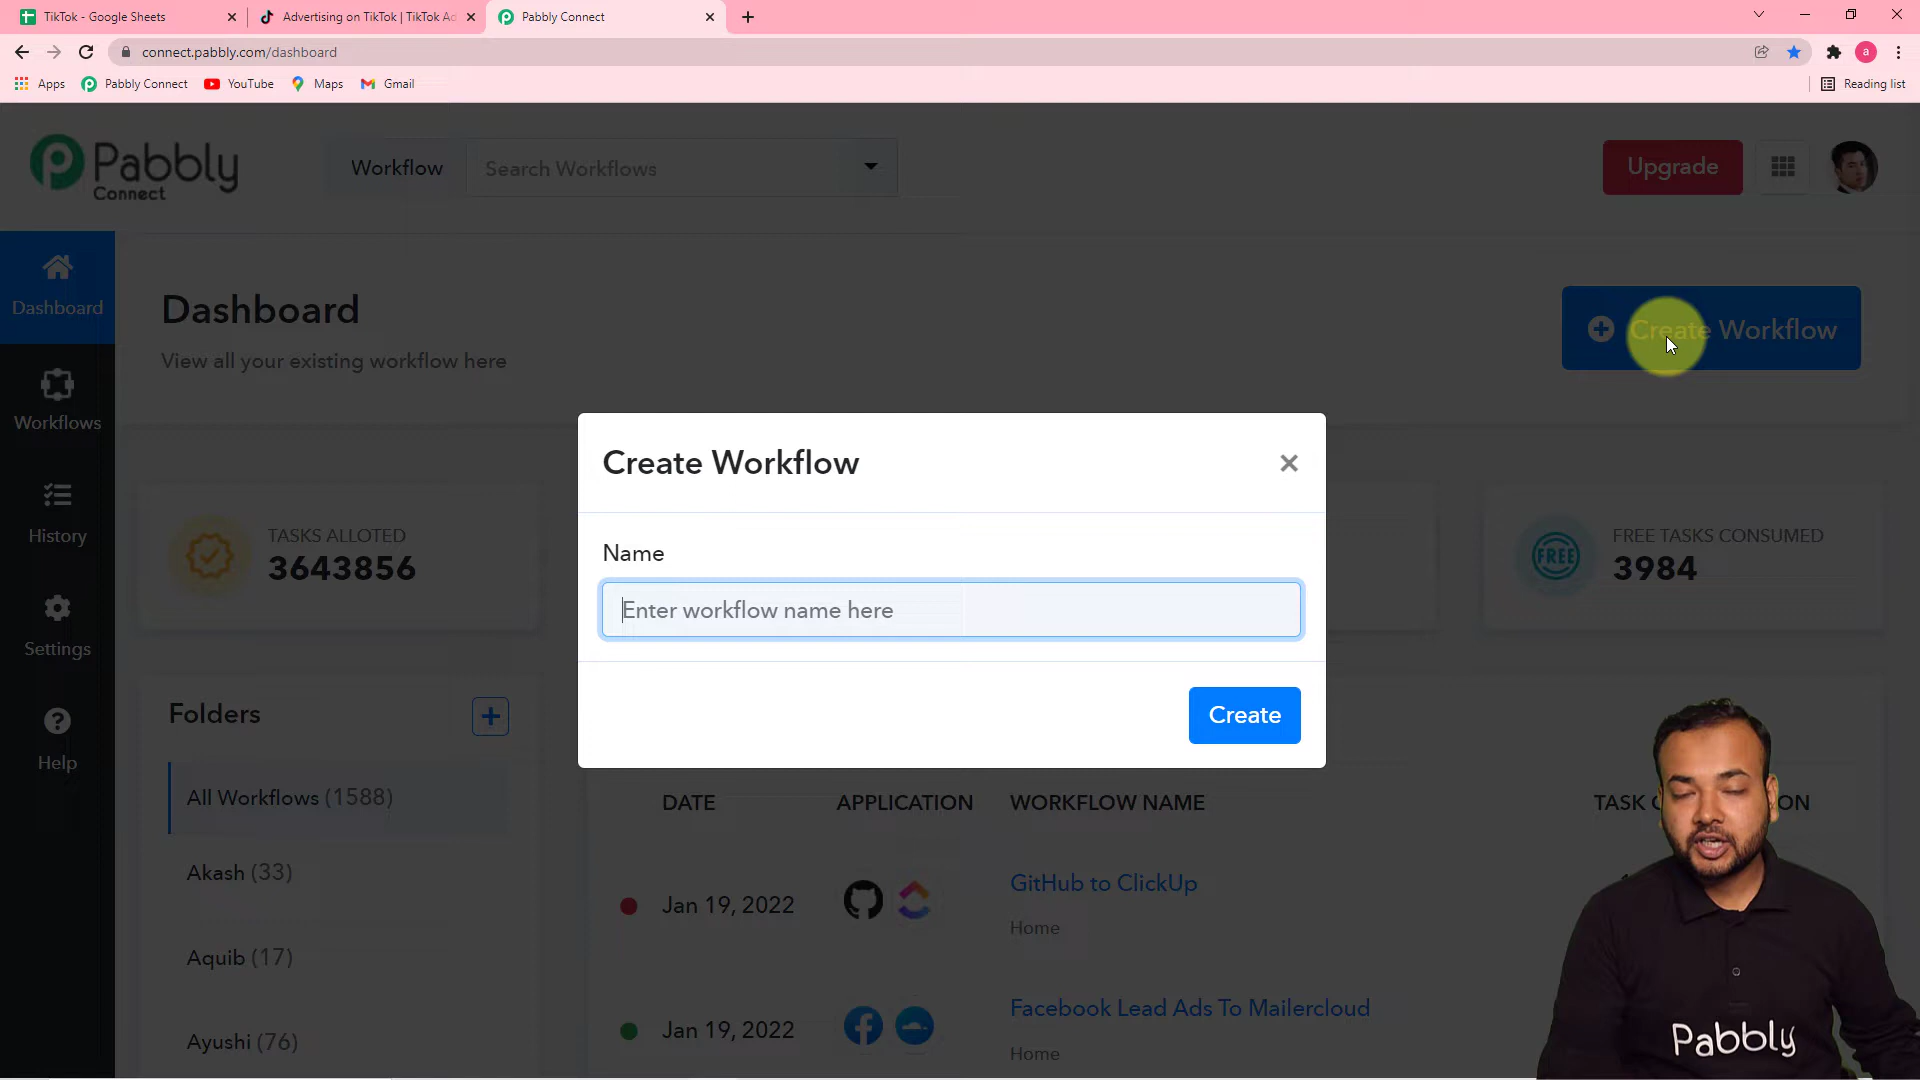 TikTok - Google Sheets
Advertising on TikTok | TikTok Ad
Pabbly Connect
connect.pabbly.com/dashboard
a
Apps
Pabbly Connect
YouTube
Maps
Gmail
Reading list
Pabbly
Connect
Workflow
Search Workflows
Upgrade
Dashboard
Dashboard
View all your existing workflow here
Create Workflow
Workflows
Create Workflow
History
TASKS ALLOTED
3643856
FREE
FREE TASKS CONSUMED
3984
Name
Enter workflow name here
Settings
Create
Folders
Help
All Workflows (1588)
DATE
APPLICATION
WORKFLOW NAME
TASK
Akash (33)
Jan 19, 2022
GitHub to ClickUp
Home
Aquib (17)
Jan 19, 2022
Facebook Lead Ads To Mailercloud
Home
Ayushi (76)
Pabbly